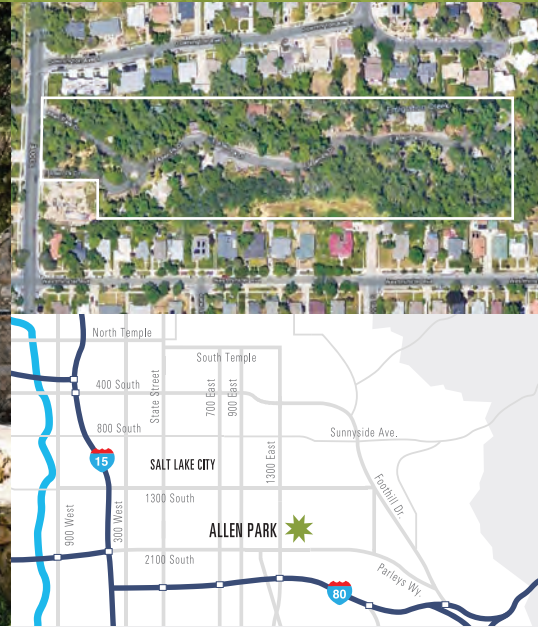 North Temple
South Temple
400 South
State Street
700 East
900 East
800 South
Sunnyside Ave.
1300 East
15
SALT LAKE CITY
Foothill Dr.
1300 South
900 West
300 West
ALLEN PARK
2100 South
Parleys Wy.
80